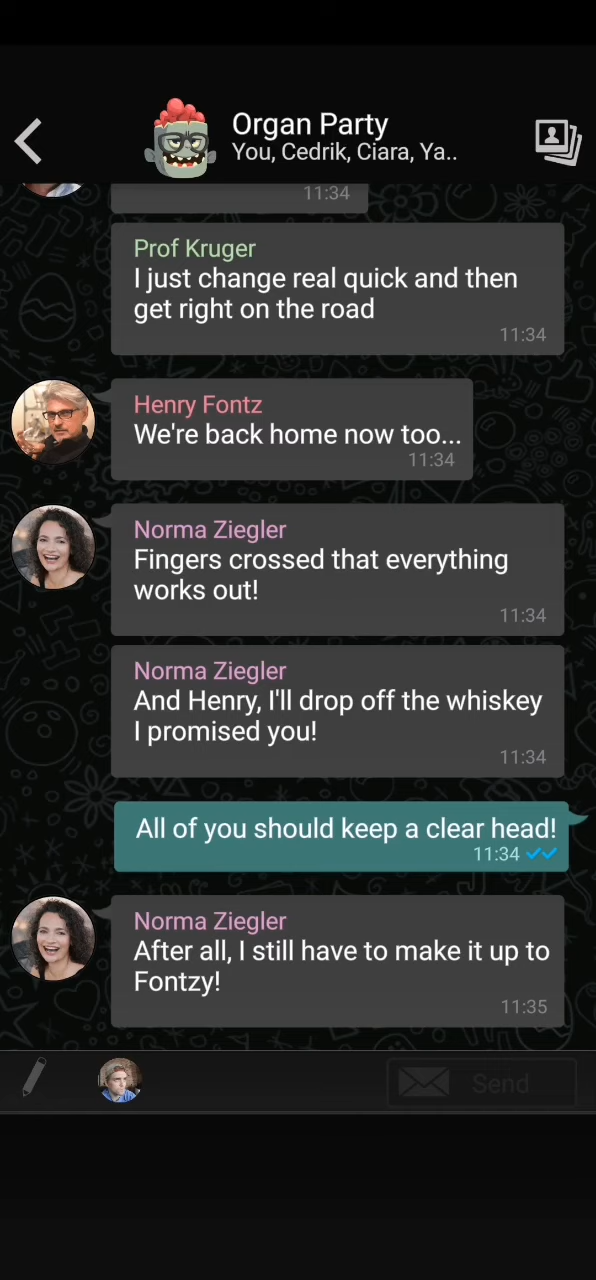 Organ Party
You, Cedrik, Ciara, Ya..
11:34
Prof Kruger
I just change real quick and then
get right on the road
11:34
Henry Fontz
We're back home now too...
11:34
Norma Ziegler
Fingers crossed that everything
works out!
11:34
Norma Ziegler
And Henry, I'll drop off the whiskey
I promised you!
11:34
All of you should keep a clear head!
11:34
Norma Ziegler
After all, I still have to make it up to
Fontzy!
11:35
Send